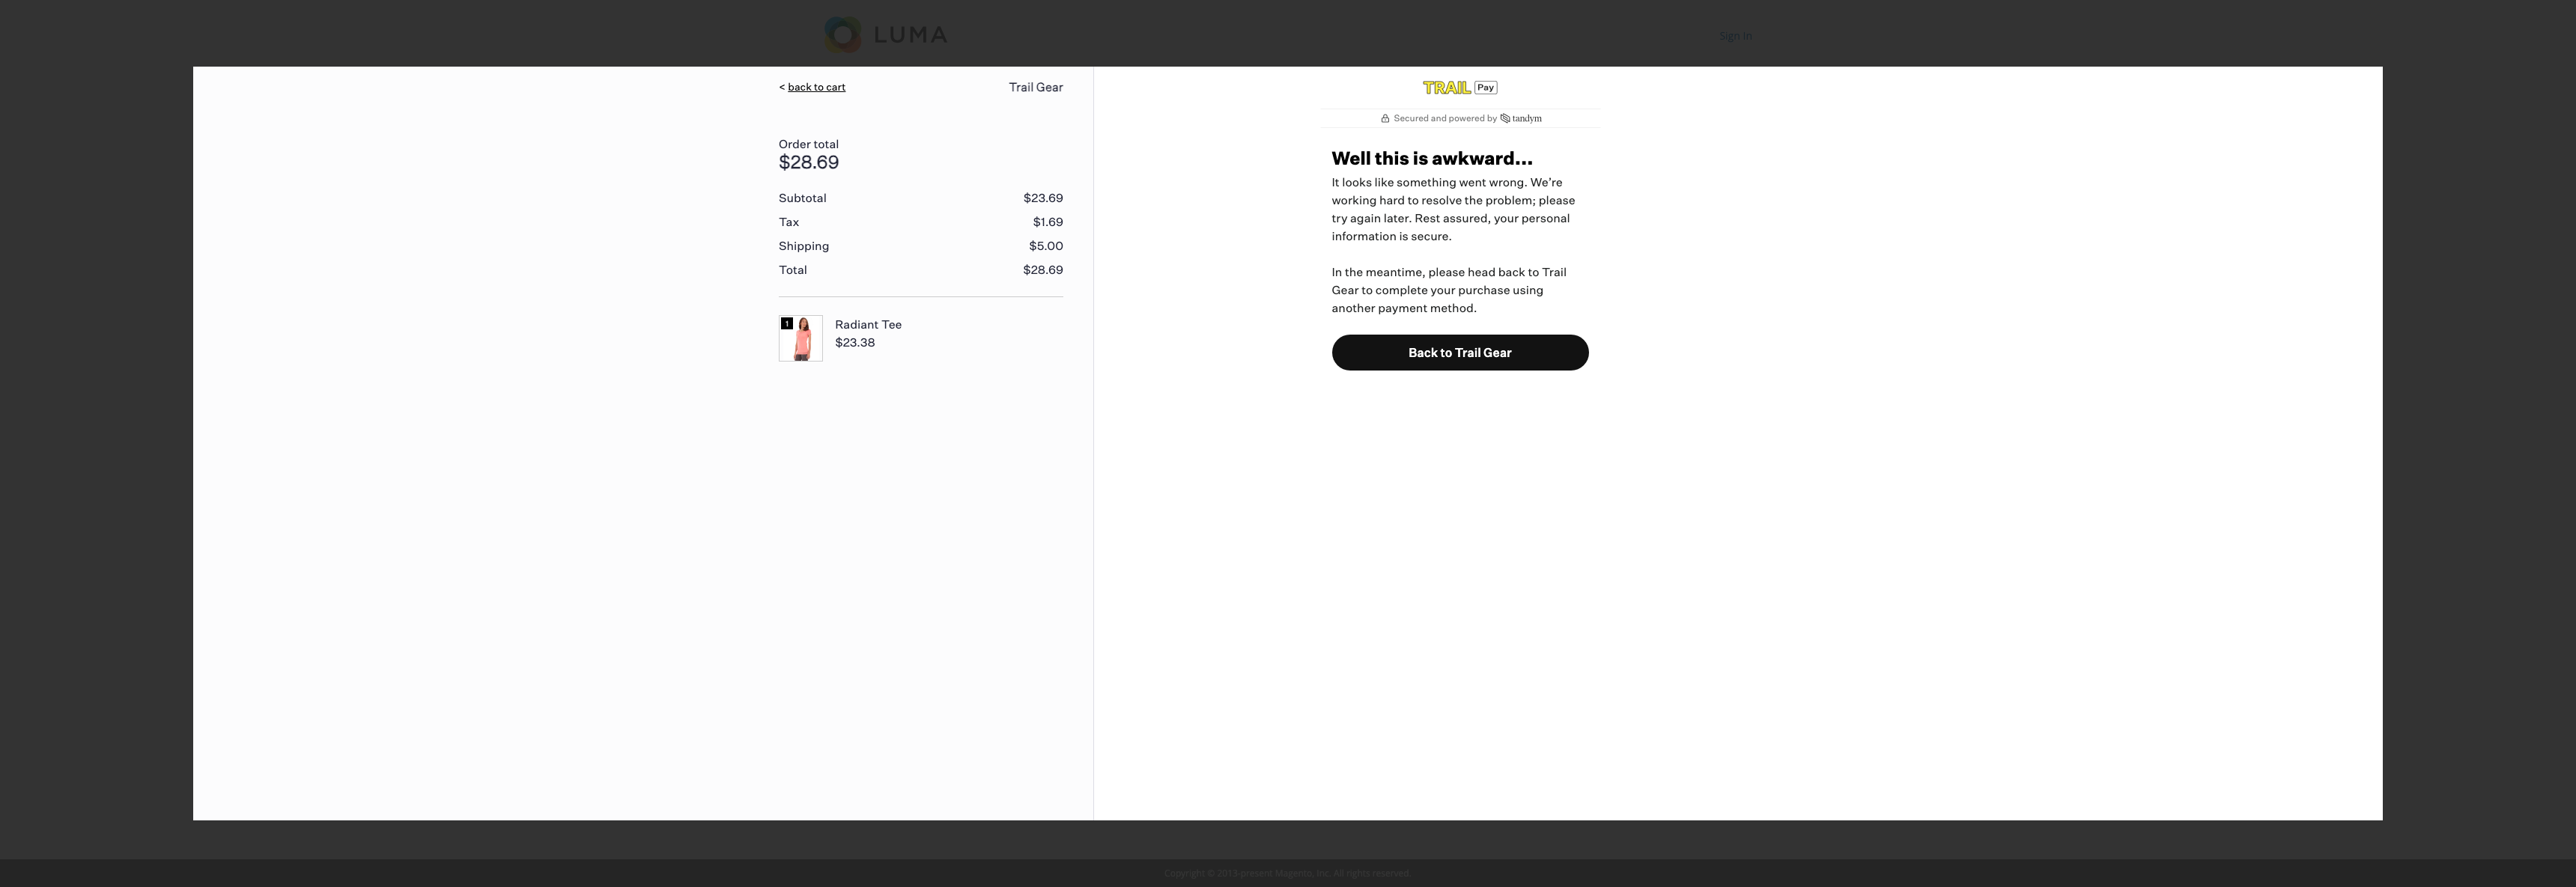 LUMA
Sign In
< back to cart
Trail Gear
Order total
$28.69
Subtotal $23.69
Tax $1.69
Shipping $5.00
Total $28.69
1
Radiant Tee
$23.38
TRAIL Pay
Secured and powered by tandym
Well this is awkward...
It looks like something went wrong. We're
working hard to resolve the problem; please
try again later. Rest assured, your personal
information is secure.
In the meantime, please head back to Trail
Gear to complete your purchase using
another payment method.
Back to Trail Gear
Copyright © 2013-present Magento, Inc. All rights reserved.